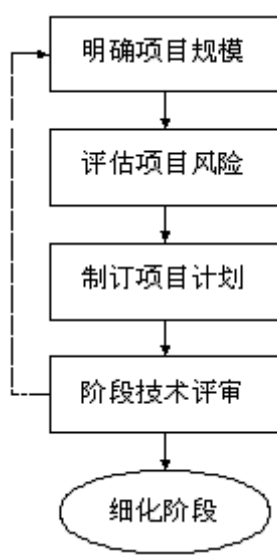 明确项目规模
评估项目风险
制订项目计划
阶段技术评审
细化阶段